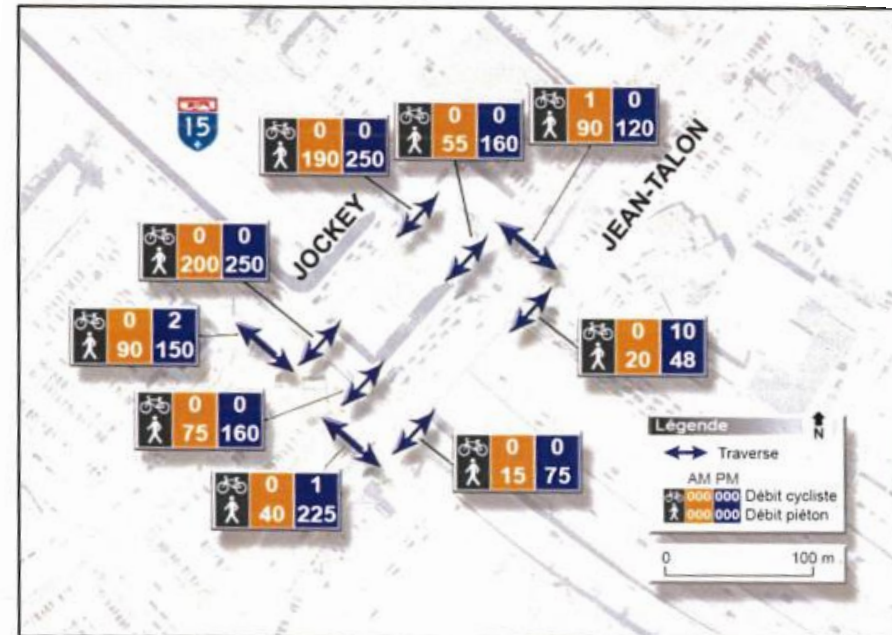 15
0 0
190 250
0 0
55 160
1 0
90 120
JOCKEY
JEAN-TALON
0 0
200 250
0 2
90 150
0 0
75 160
0 1
40 225
0 0
15 75
0 10
20 48
Légende
N
Traverse
AM PM
000 000 Débit cycliste
000 000 Débit piéton
0 100 m